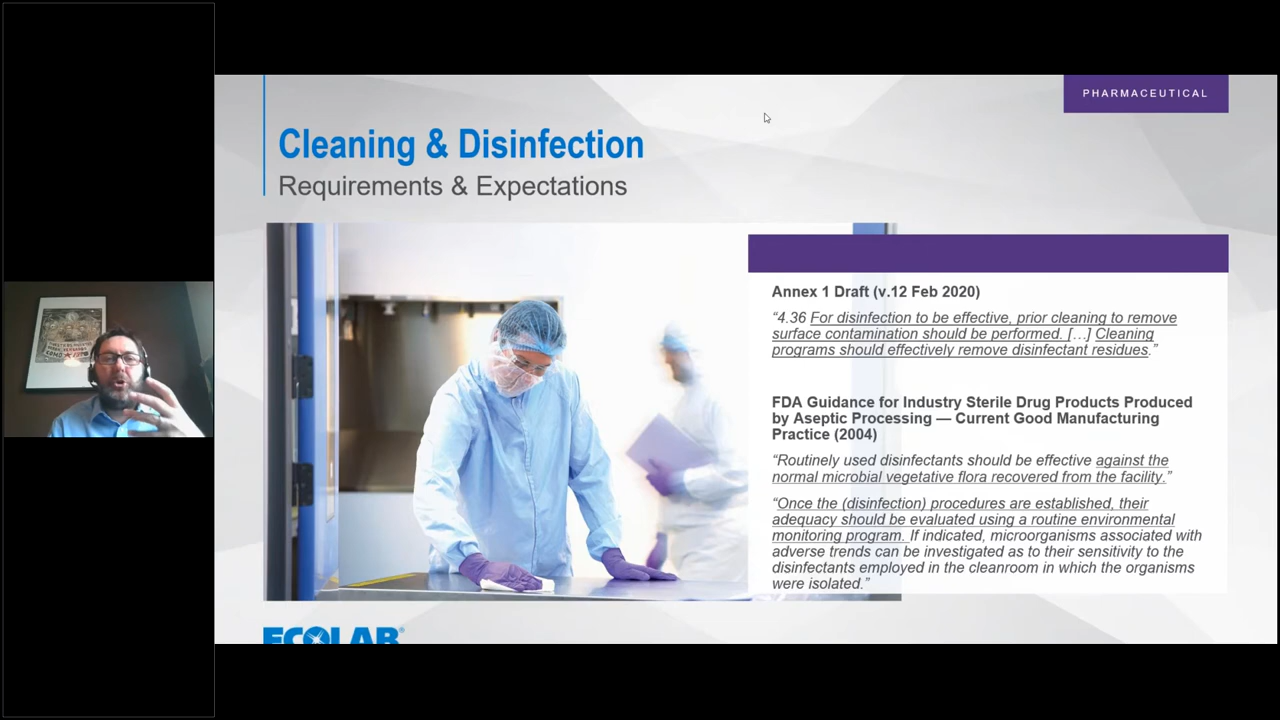 PHARMACEUTICAL
Cleaning & Disinfection
Requirements & Expectations
Annex 1 Draft (v.12 Feb 2020)
“4.36 For disinfection to be effective, prior cleaning to remove
surface contamination should be performed. […] Cleaning
programs should effectively remove disinfectant residues.”
FDA Guidance for Industry Sterile Drug Products Produced
by Aseptic Processing — Current Good Manufacturing
Practice (2004)
“Routinely used disinfectants should be effective against the
normal microbial vegetative flora recovered from the facility.”
“Once the (disinfection) procedures are established, their
adequacy should be evaluated using a routine environmental
monitoring program. If indicated, microorganisms associated with
adverse trends can be investigated as to their sensitivity to the
disinfectants employed in the cleanroom in which the organisms
were isolated.”
ECOLAB®